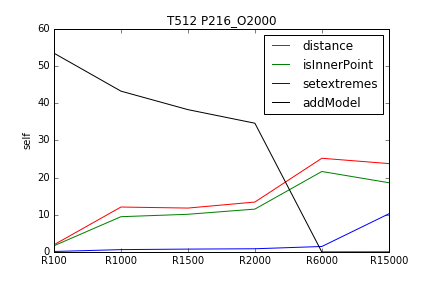 T512 P216_O2000
60
50
40
30
20
10
0
self
distance
isInnerPoint
setextremes
addModel
R100 R1000 R1500 R2000 R6000 R15000